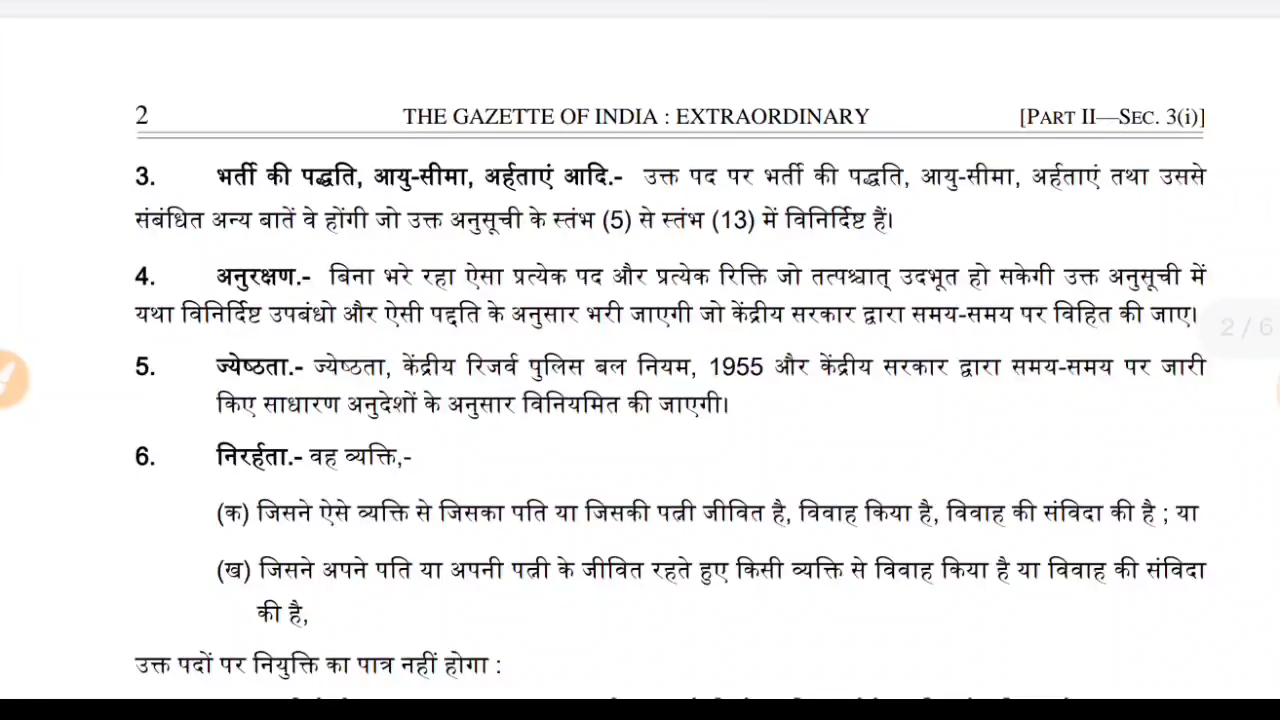 2 THE GAZETTE OF INDIA : EXTRAORDINARY [PART II—SEC. 3(i)]
3. भर्ती की पद्धति, आयु-सीमा, अर्हताएं आदि.- उक्त पद पर भर्ती की पद्धति, आयु-सीमा, अर्हताएं तथा उससे
संबंधित अन्य बातें वे होंगी जो उक्त अनुसूची के स्तंभ (5) से स्तंभ (13) में विनिर्दिष्ट हैं।
4. अनुरक्षण.- बिना भरे रहा ऐसा प्रत्येक पद और प्रत्येक रिक्ति जो तत्पश्चात् उदभूत हो सकेगी उक्त अनुसूची में
यथा विनिर्दिष्ट उपबंधो और ऐसी पद्दति के अनुसार भरी जाएगी जो केंद्रीय सरकार द्वारा समय-समय पर विहित की जाए।
2 / 6
5. ज्येष्ठता.- ज्येष्ठता, केंद्रीय रिजर्व पुलिस बल नियम, 1955 और केंद्रीय सरकार द्वारा समय-समय पर जारी
किए साधारण अनुदेशों के अनुसार विनियमित की जाएगी।
6. निरर्हता.- वह व्यक्ति,-
(क) जिसने ऐसे व्यक्ति से जिसका पति या जिसकी पत्नी जीवित है, विवाह किया है, विवाह की संविदा की है ; या
(ख) जिसने अपने पति या अपनी पत्नी के जीवित रहते हुए किसी व्यक्ति से विवाह किया है या विवाह की संविदा
की है,
उक्त पदों पर नियुक्ति का पात्र नहीं होगा :